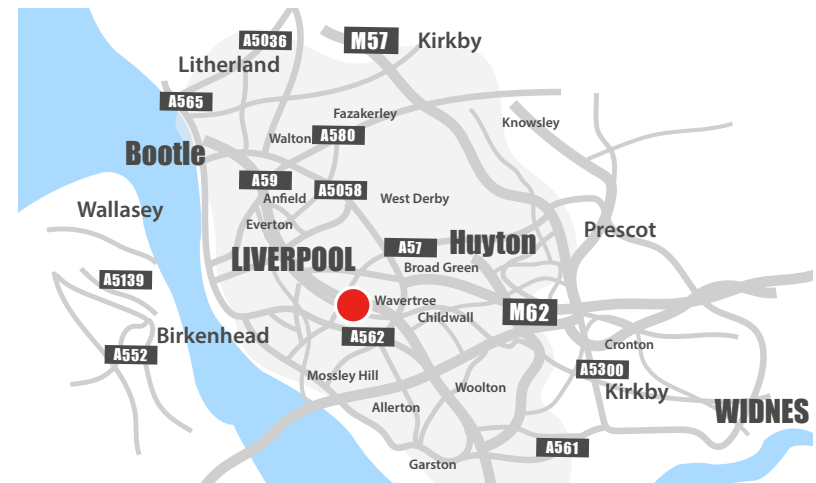 A5036
M57
Kirkby
Litherland
A565
Fazakerley
Knowsley
Walton
A580
Bootle
A59
A5058
Anfield
West Derby
Wallasey
Everton
Prescot
A57
Huyton
LIVERPOOL
Broad Green
A5139
Wavertree
M62
Childwall
Birkenhead
A562
Cronton
A552
A5300
Mossley Hill
Woolton
Kirkby
Allerton
WIDNES
A561
Garston